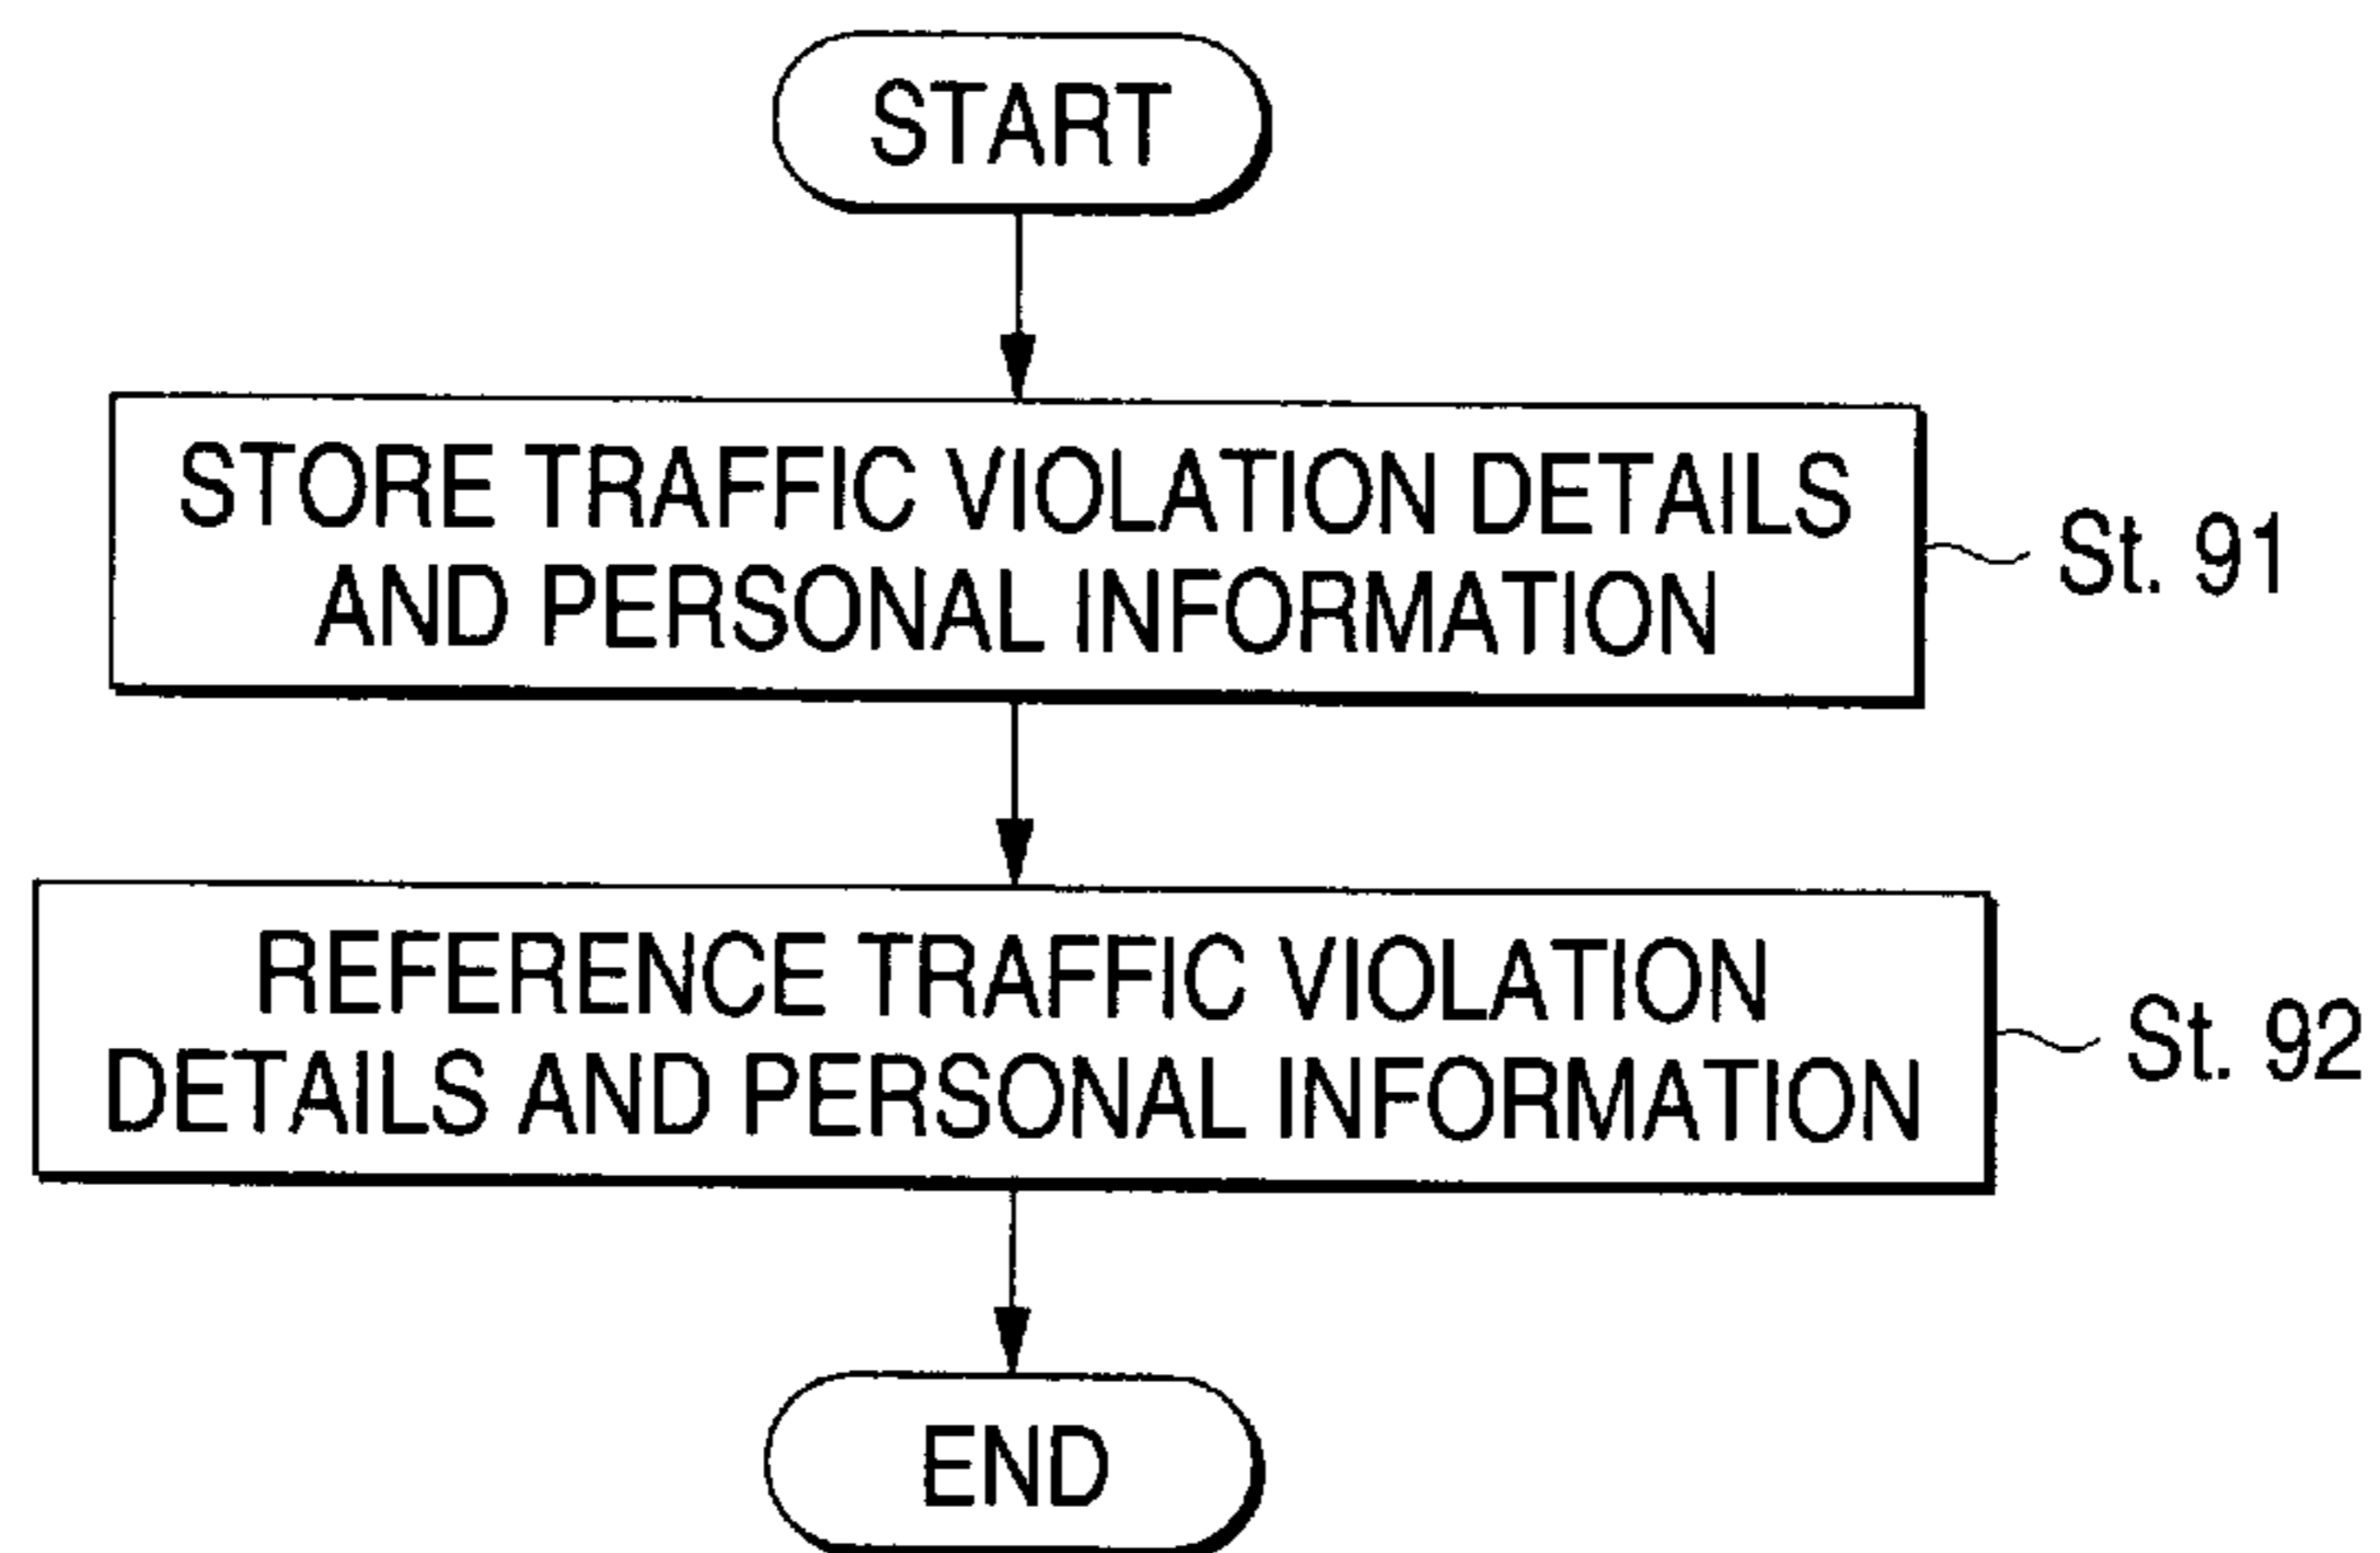 START
STORE TRAFFIC VIOLATION DETAILS
AND PERSONAL INFORMATION
St. 91
REFERENCE TRAFFIC VIOLATION
DETAILS AND PERSONAL INFORMATION
St. 92
END